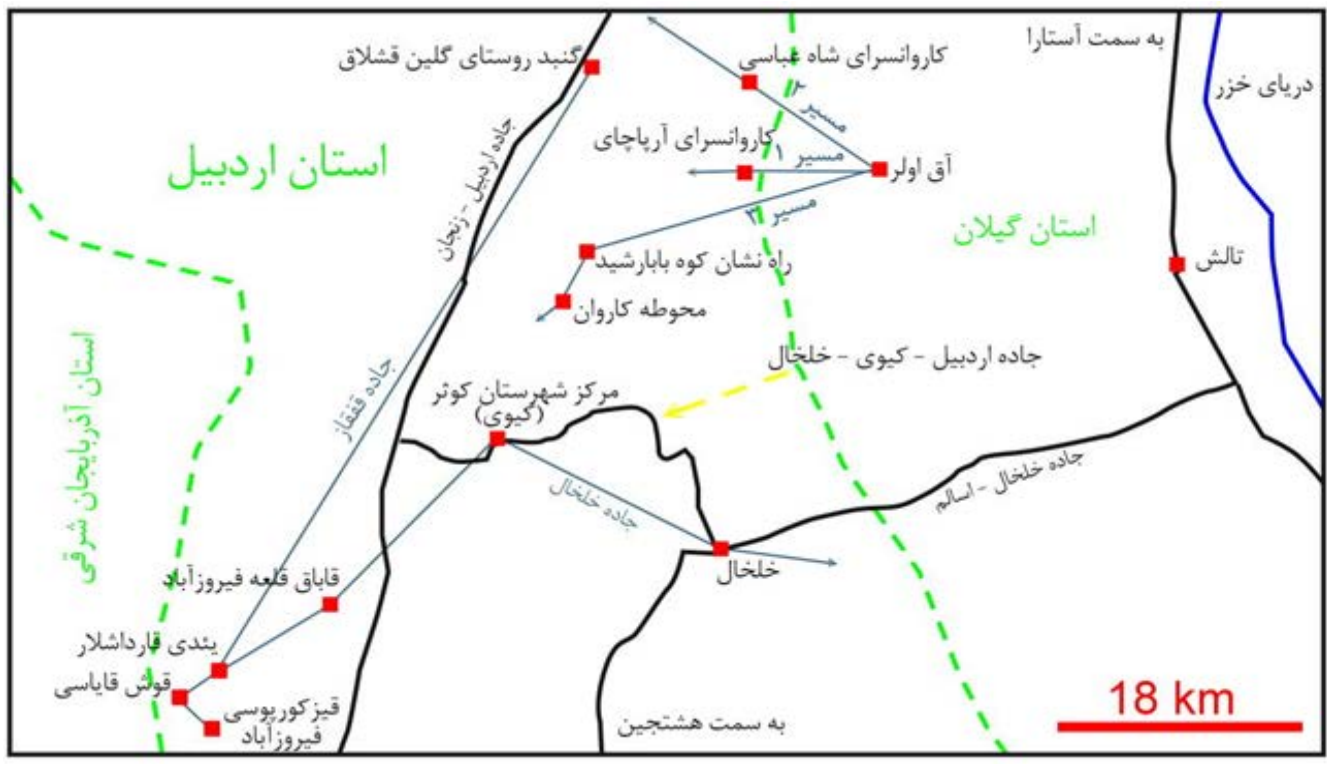 به سمت آستارا
دریای خزر
کاروانسرای شاه عباسی
گنبد روستای گلین قشلاق
مسیر ۲
کاروانسرای آرپاچای
مسیر ۱
آق اولر
مسیر ۳
استان اردبیل
جاده اردبیل - زنجان
استان گیلان
تالش
راه نشان کوه بابارشید
محوطه کاروان
جاده اردبیل - کیوی - خلخال
استان آذربایجان شرقی
جاده قفقاز
مرکز شهرستان کوثر
(کیوی)
جاده خلخال - اسالم
جاده خلخال
خلخال
قاباق قلعه فیروزآباد
یئدی قارداشلار
قوش قایاسی
قیزکورپوسی
فیروزآباد
به سمت هشتجین
18 km